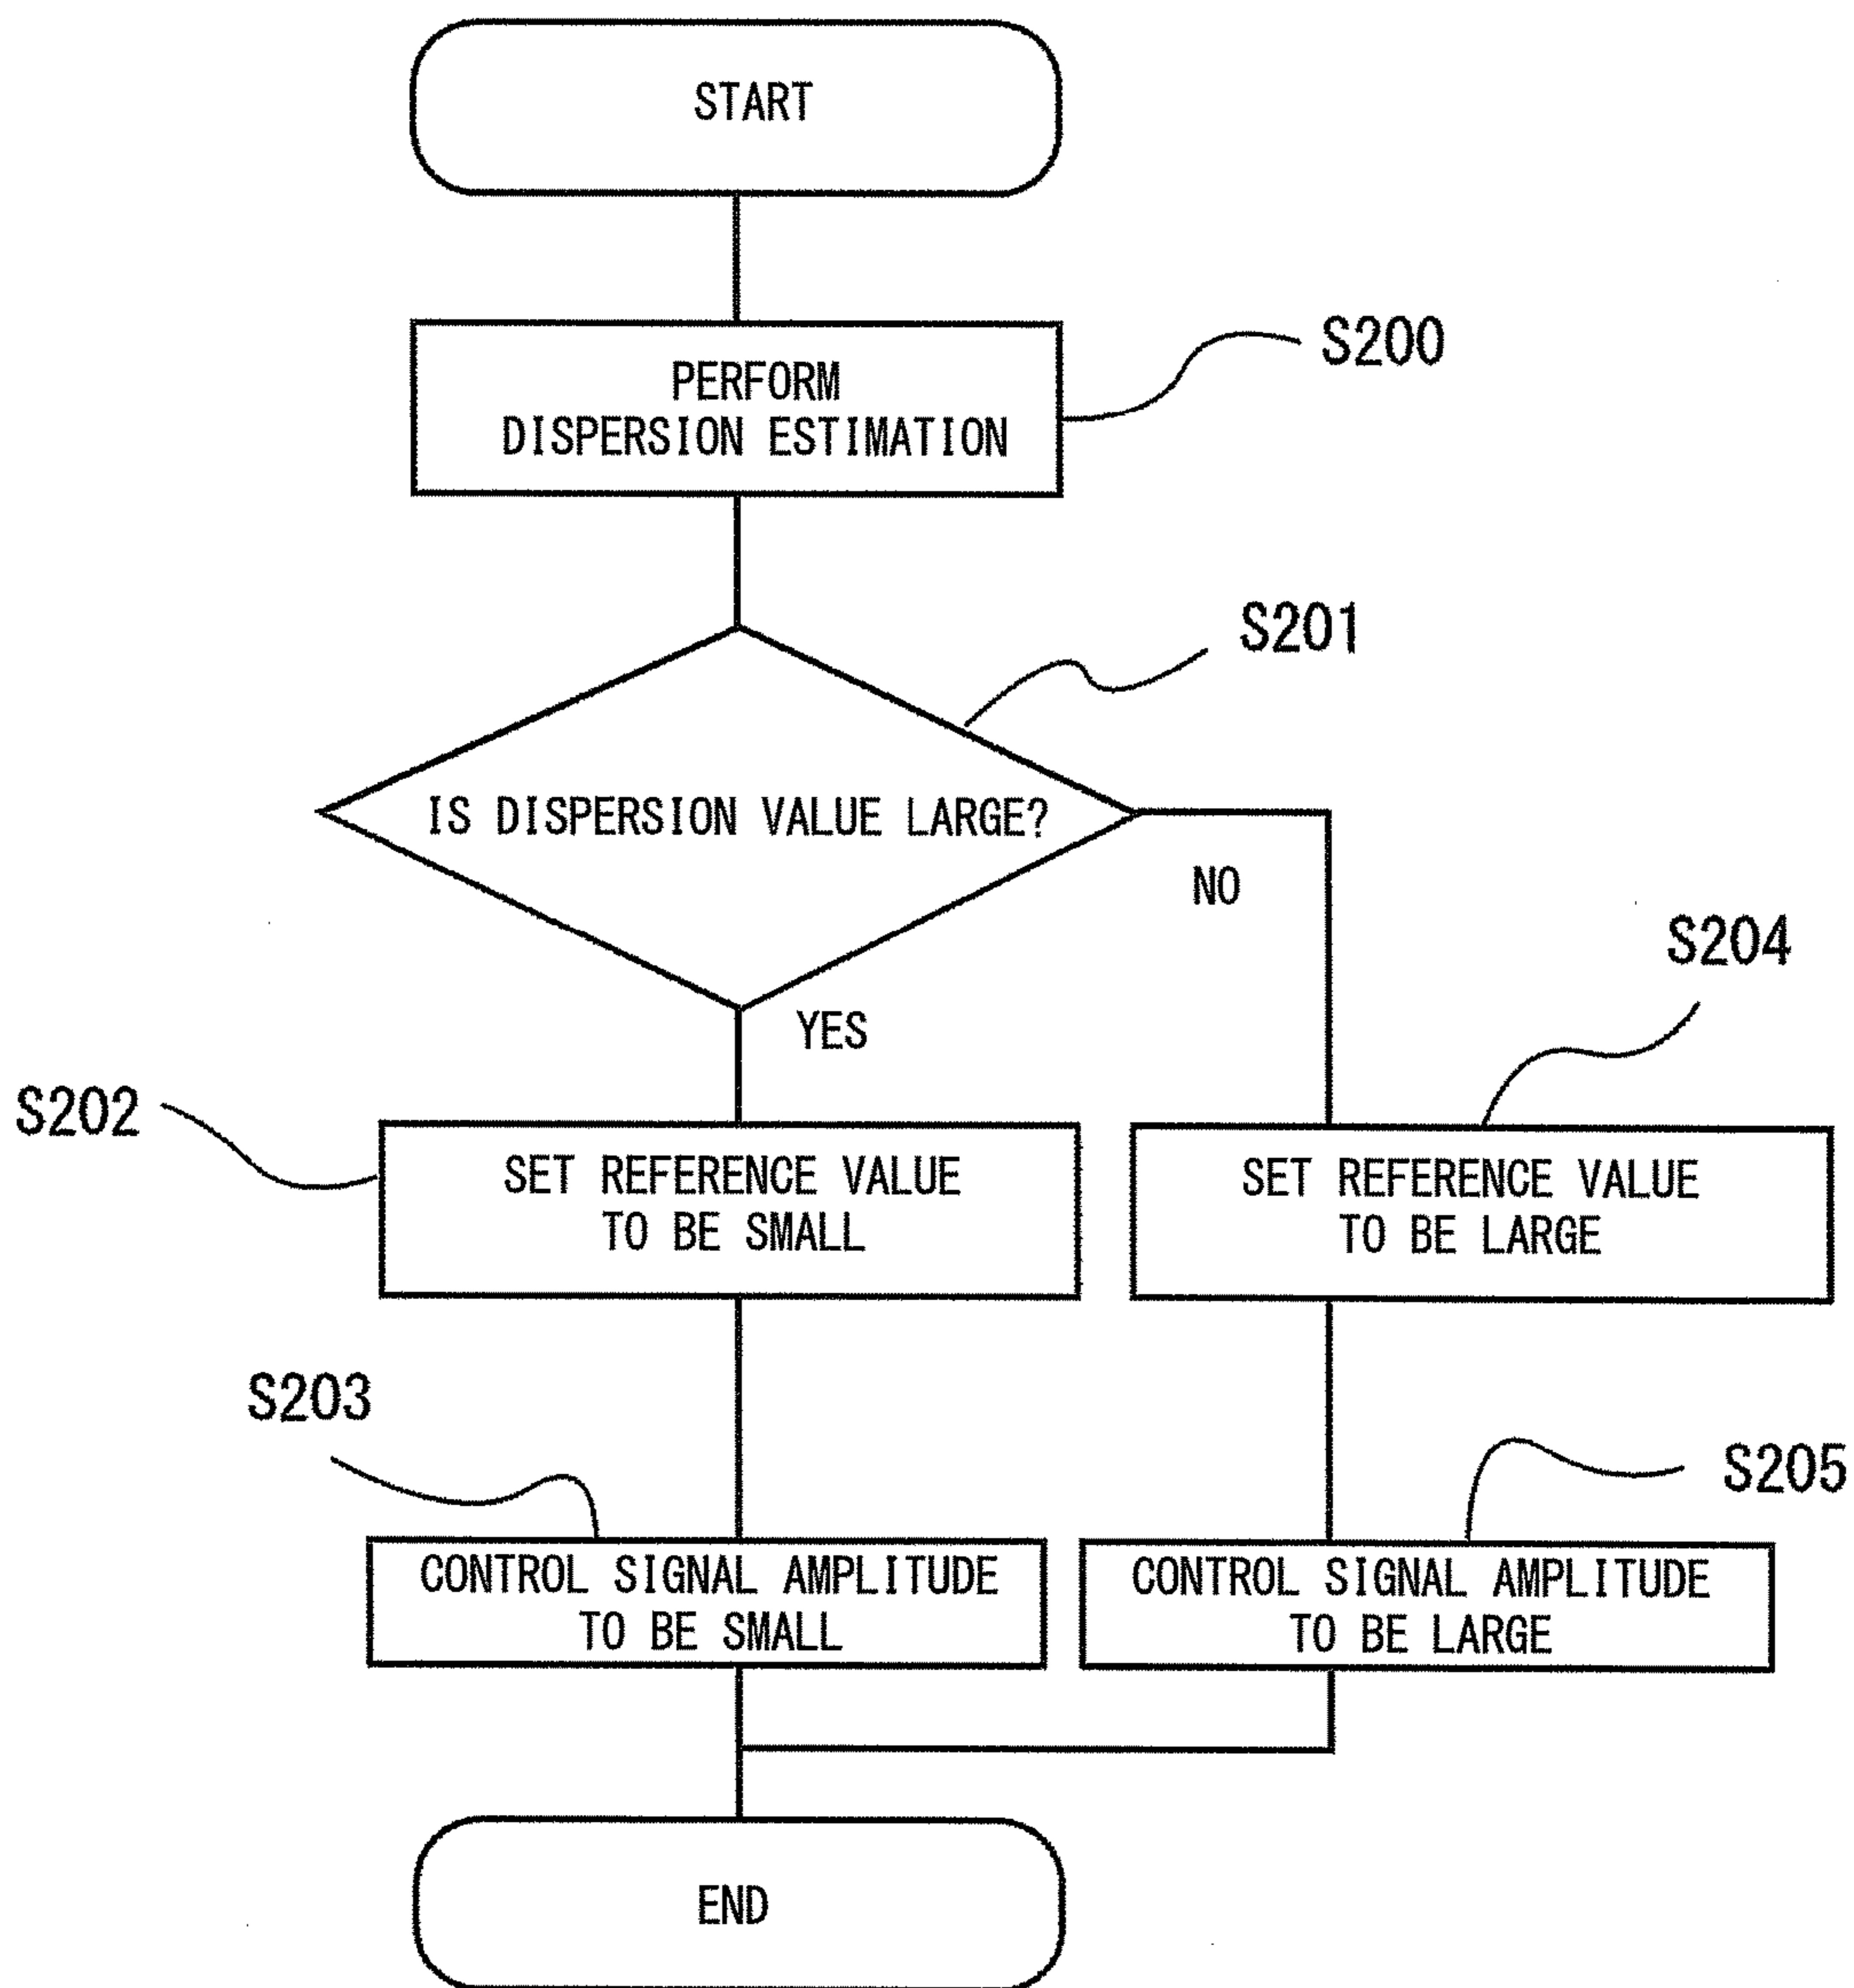 START
PERFORM
DISPERSION ESTIMATION
S200
IS DISPERSION VALUE LARGE?
S201
NO
YES
S202
SET REFERENCE VALUE
TO BE SMALL
S204
SET REFERENCE VALUE
TO BE LARGE
S203
CONTROL SIGNAL AMPLITUDE
TO BE SMALL
S205
CONTROL SIGNAL AMPLITUDE
TO BE LARGE
END